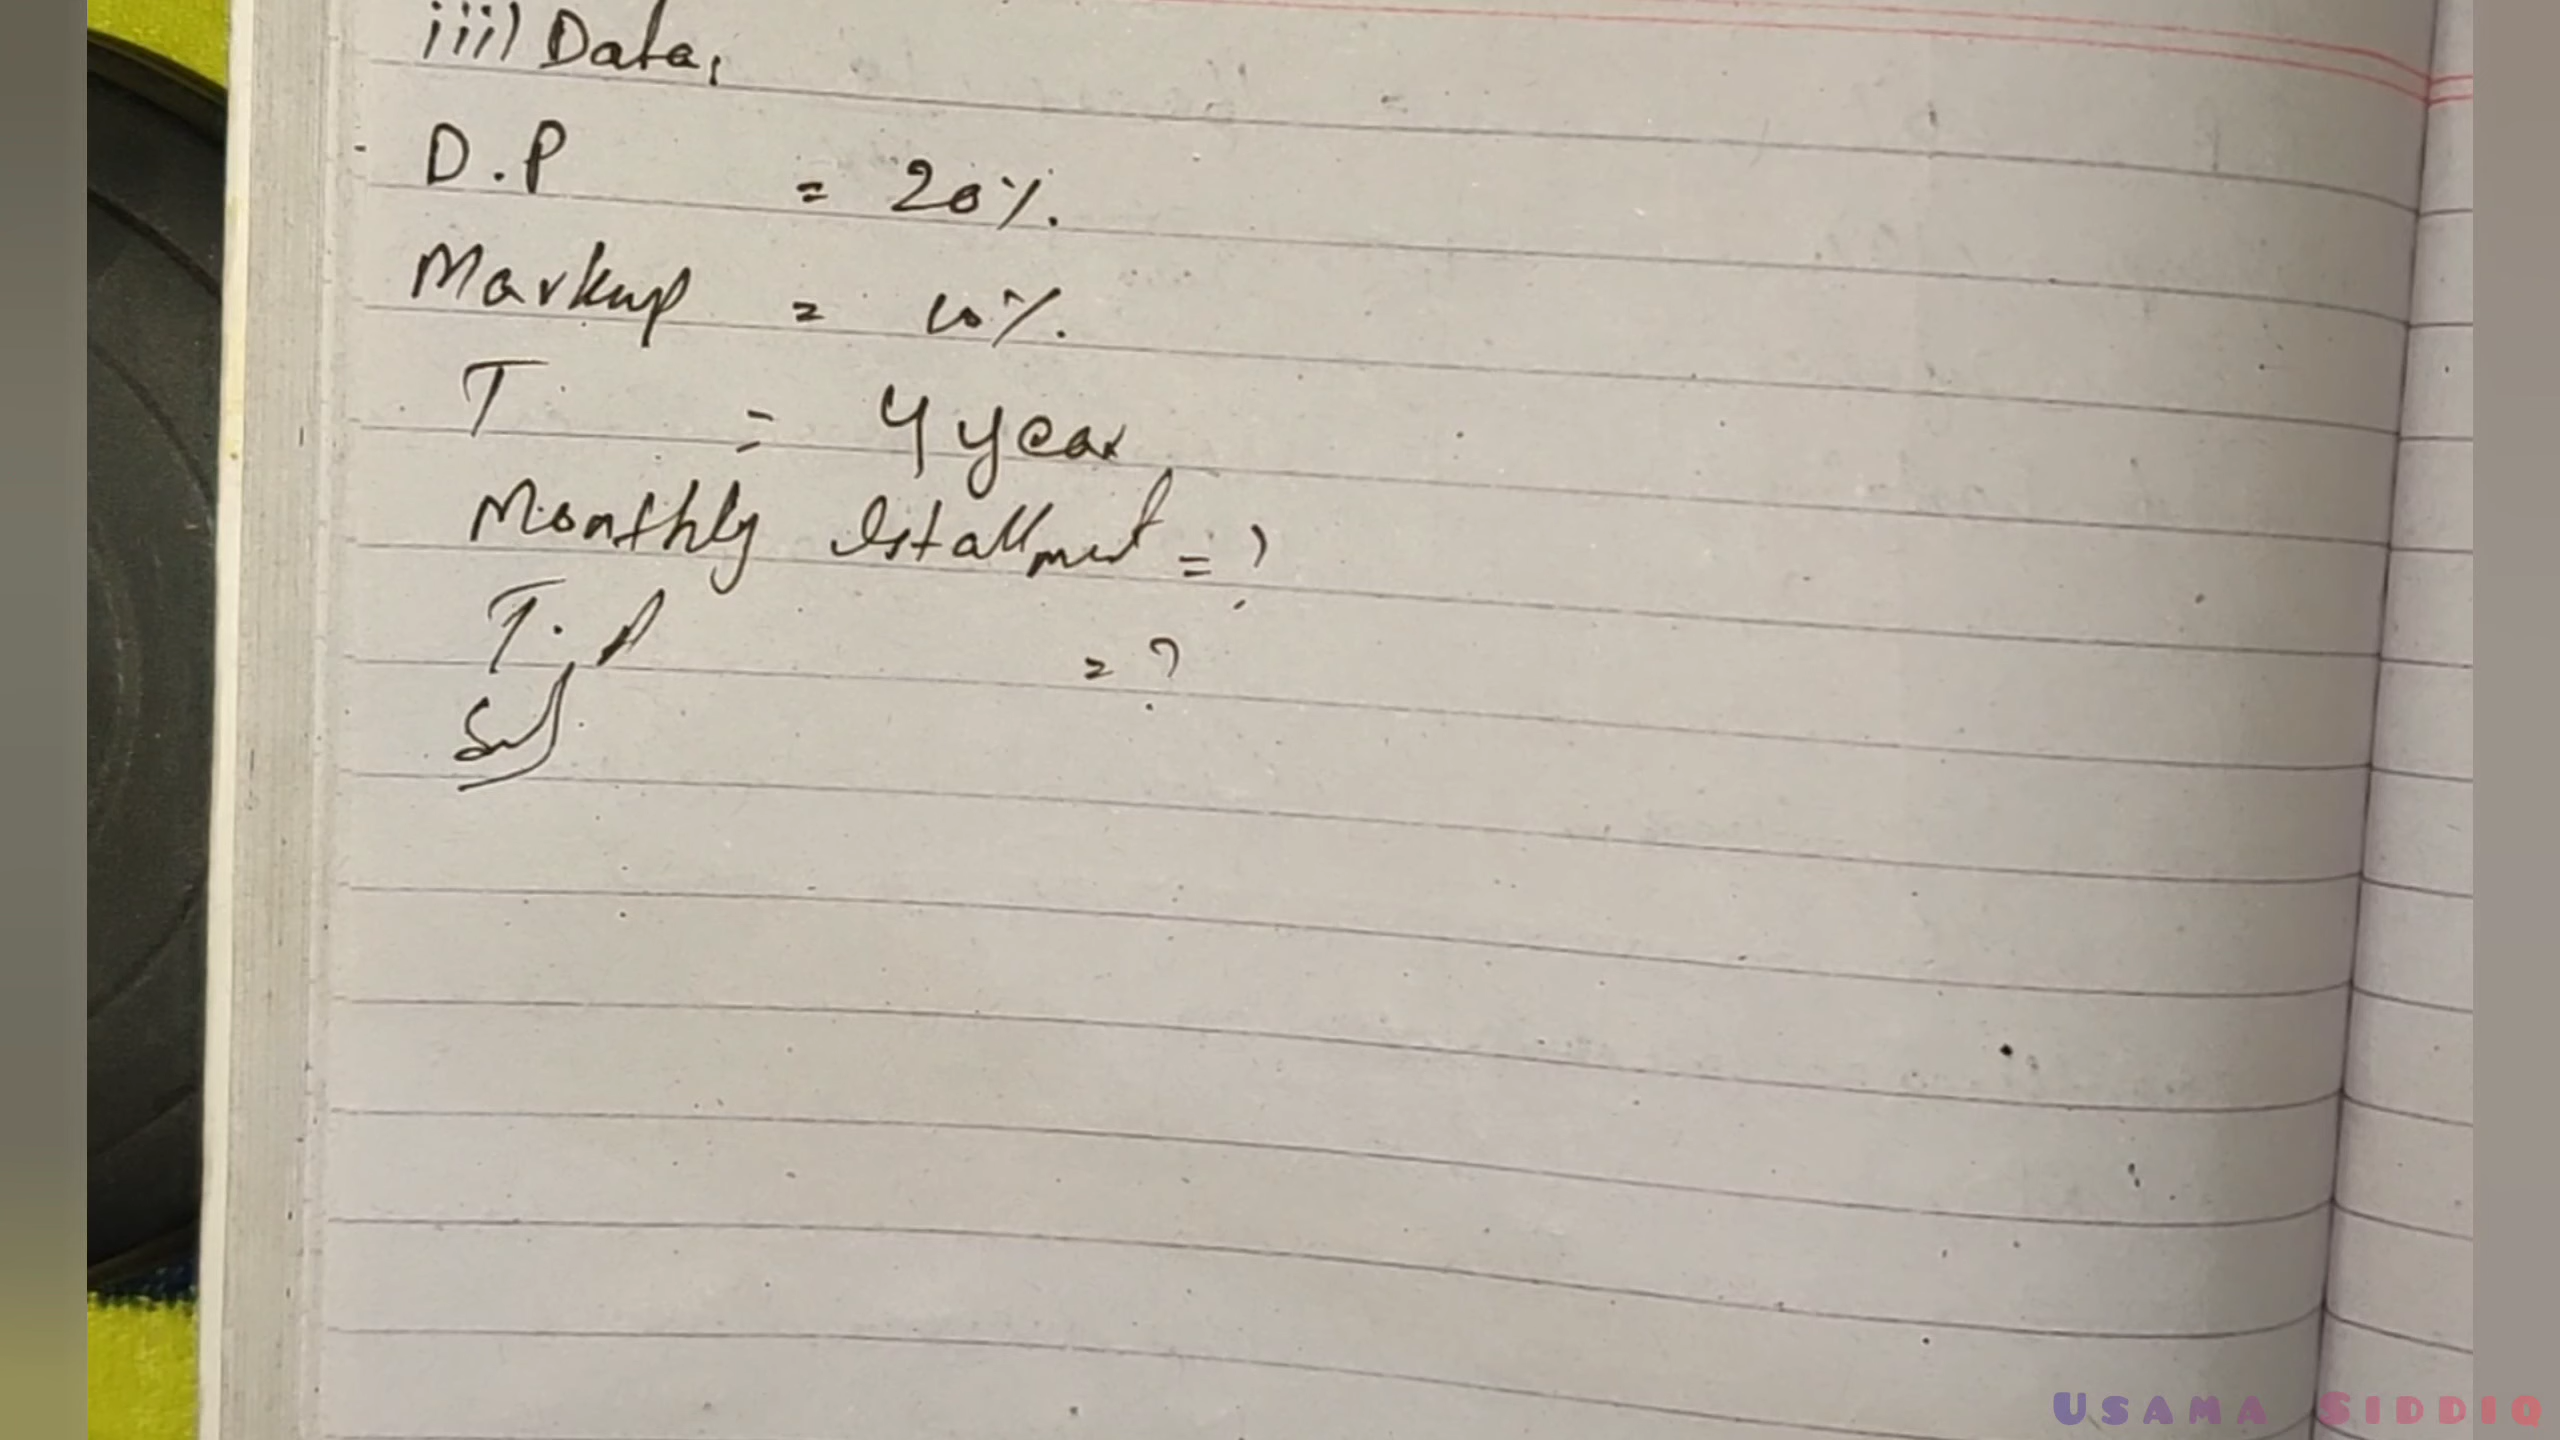 iii) Data,
D.P = 20%.
Markup = 10%.
T = 4 year
Monthly Istallment = ?
T. P = ?
Sol
USAMA SIDDIQ